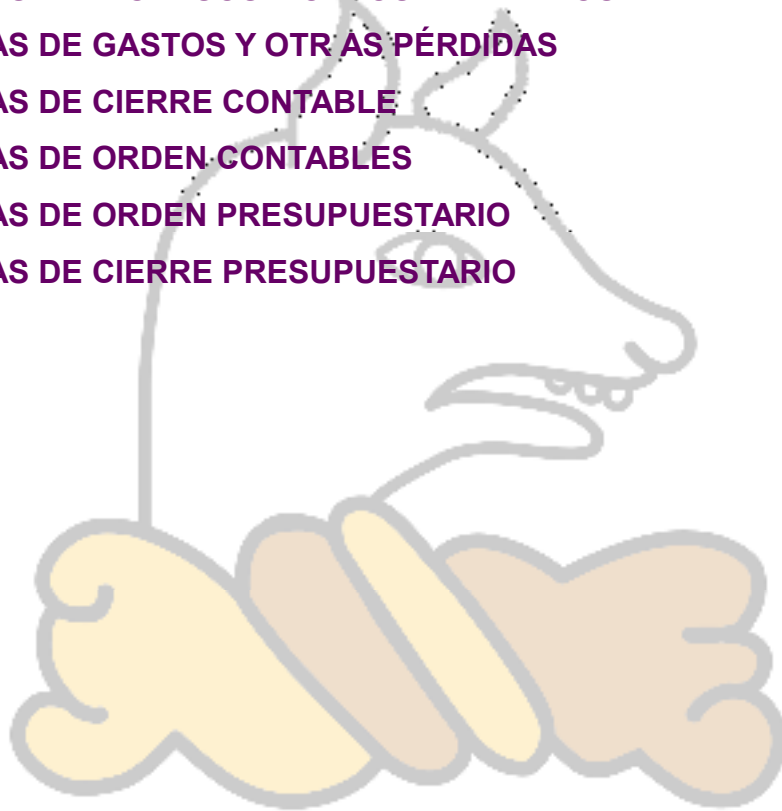 AS DE GASTOS Y OTRAS PÉRDIDAS
AS DE CIERRE CONTABLE
AS DE ORDEN CONTABLES
AS DE ORDEN PRESUPUESTARIO
AS DE CIERRE PRESUPUESTARIO